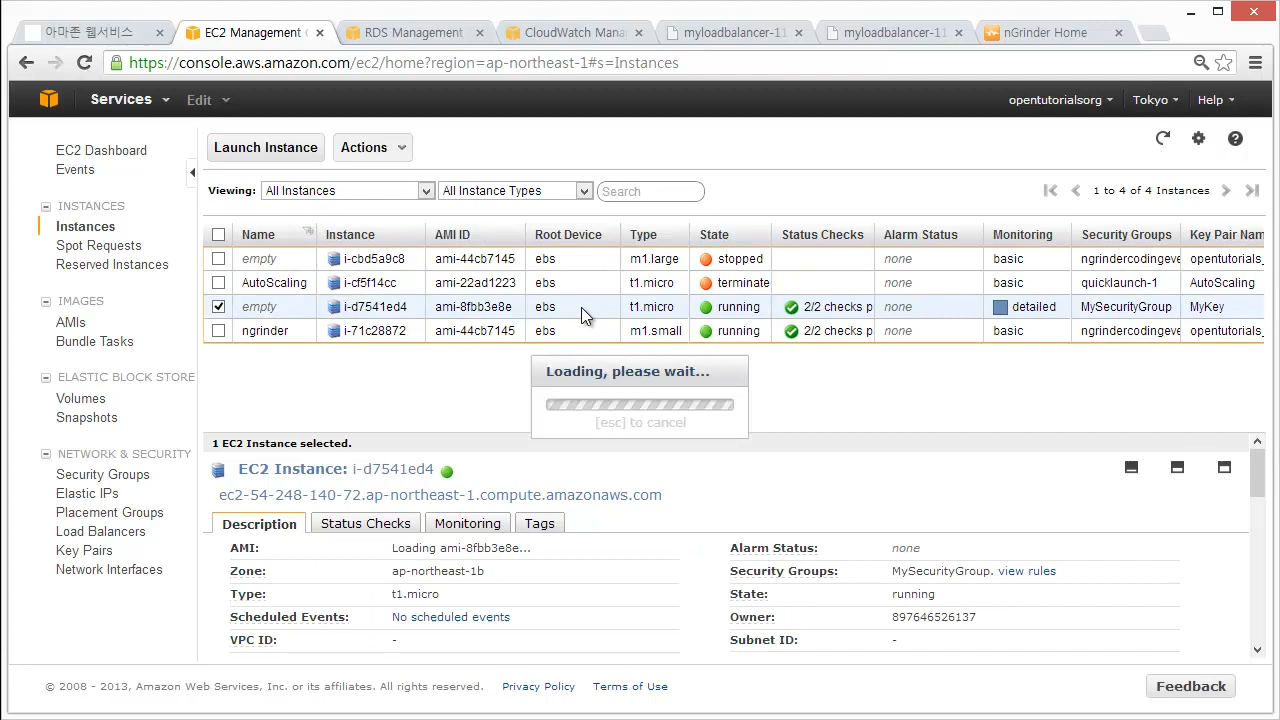 아마존 웹서비스
EC2 Management
RDS Management
CloudWatch Mana
myloadbalancer-11
myloadbalancer-11
nGrinder Home
https://console.aws.amazon.com/ec2/home?region=ap-northeast-1#s=Instances
Services Edit opentutorialsorg Tokyo Help
EC2 Dashboard
Events
INSTANCES
Instances
Spot Requests
Reserved Instances
IMAGES
AMIs
Bundle Tasks
ELASTIC BLOCK STORE
Volumes
Snapshots
NETWORK & SECURITY
Security Groups
Elastic IPs
Placement Groups
Load Balancers
Key Pairs
Network Interfaces
Launch Instance Actions
Viewing: All Instances All Instance Types Search 1 to 4 of 4 Instances
Name Instance AMI ID Root Device Type State Status Checks Alarm Status Monitoring Security Groups Key Pair Nam
empty i-cbd5a9c8 ami-44cb7145 ebs m1.large stopped none basic ngrindercodingeve opentutorials_
AutoScaling i-cf5f14cc ami-22ad1223 ebs t1.micro terminate none basic quicklaunch-1 AutoScaling
empty i-d7541ed4 ami-8fbb3e8e ebs t1.micro running 2/2 checks p none detailed MySecurityGroup MyKey
ngrinder i-71c28872 ami-44cb7145 ebs m1.small running 2/2 checks p none basic ngrindercodingeve opentutorials_
Loading, please wait...
[esc] to cancel
1 EC2 Instance selected.
EC2 Instance: i-d7541ed4
ec2-54-248-140-72.ap-northeast-1.compute.amazonaws.com
Description Status Checks Monitoring Tags
AMI: Loading ami-8fbb3e8e... Alarm Status: none
Zone: ap-northeast-1b Security Groups: MySecurityGroup. view rules
Type: t1.micro State: running
Scheduled Events: No scheduled events Owner: 897646526137
VPC ID: - Subnet ID: -
© 2008 - 2013, Amazon Web Services, Inc. or its affiliates. All rights reserved. Privacy Policy Terms of Use Feedback